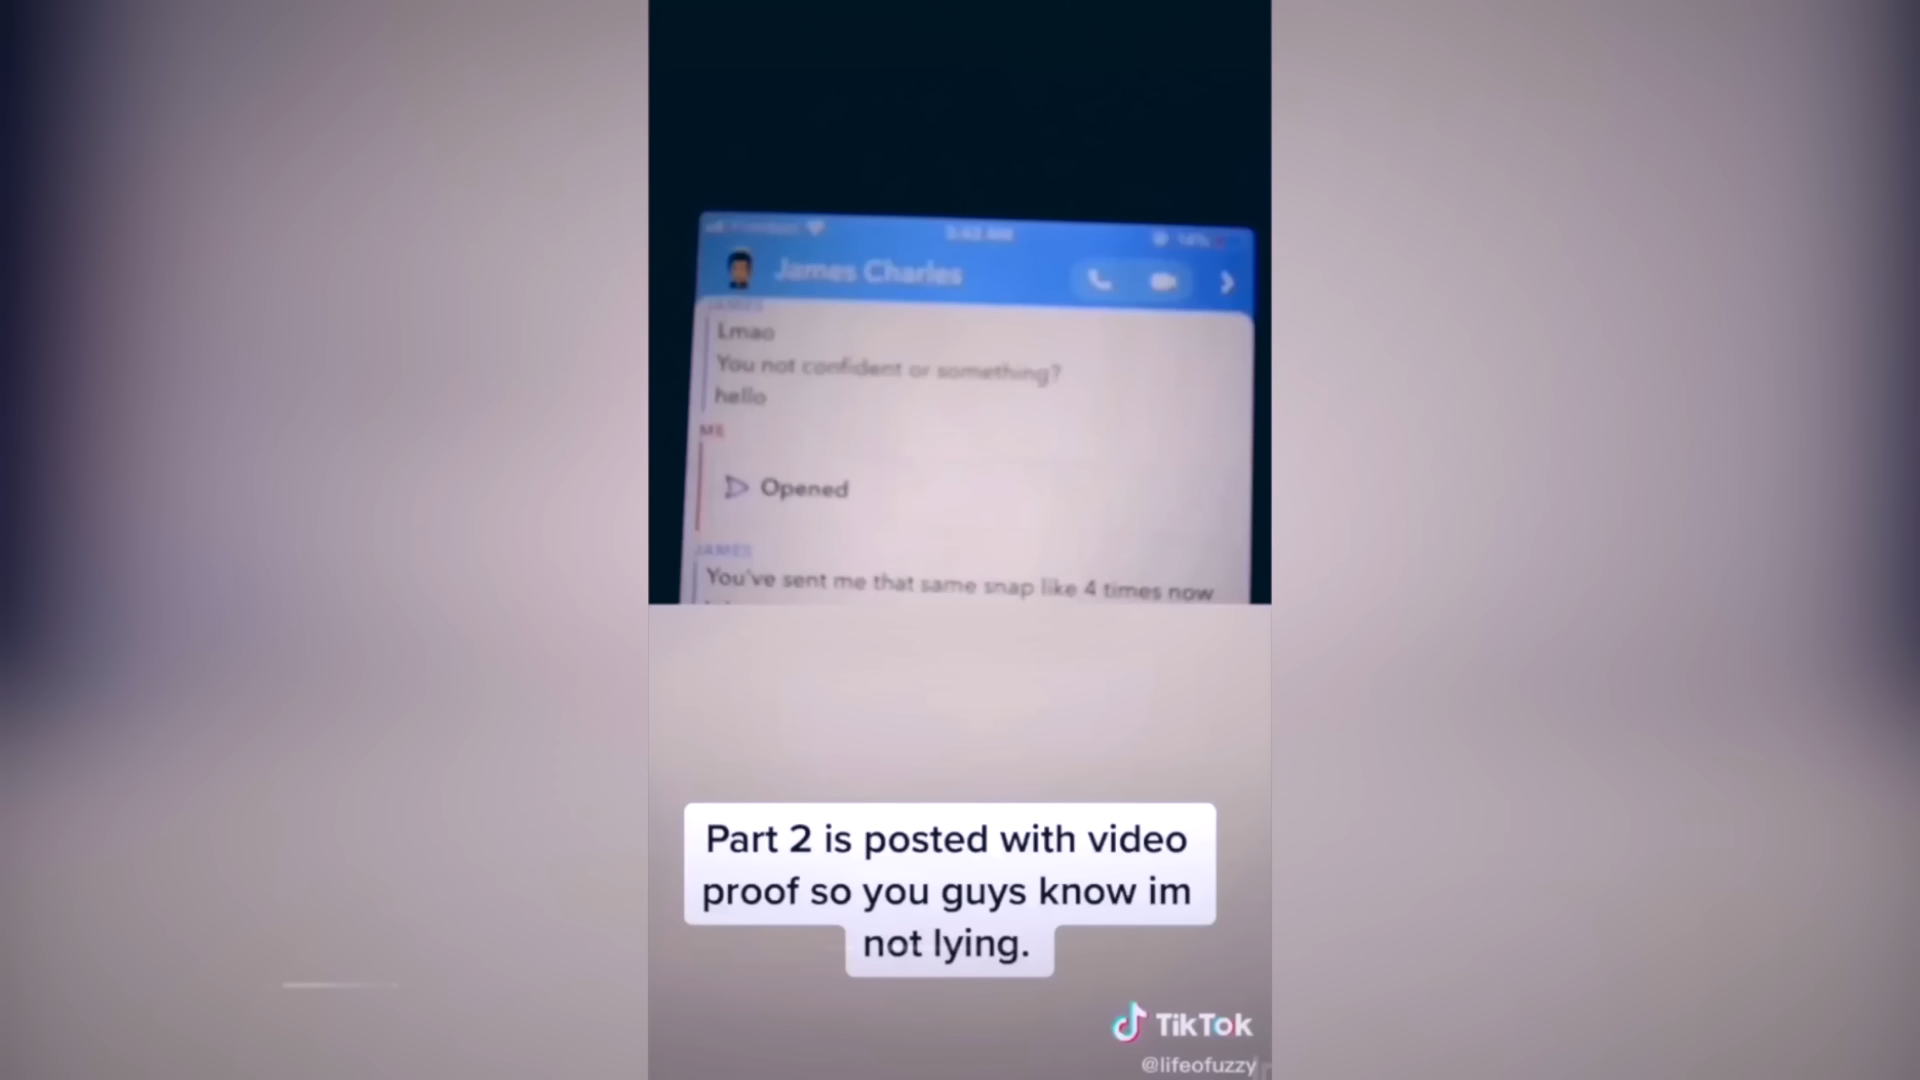 James Charles
JAMES
Lmao
You not confident or something?
hello
ME
Opened
JAMES
You've sent me that same snap like 4 times now
Part 2 is posted with video
proof so you guys know im
not lying.
TikTok
@lifeofuzzy